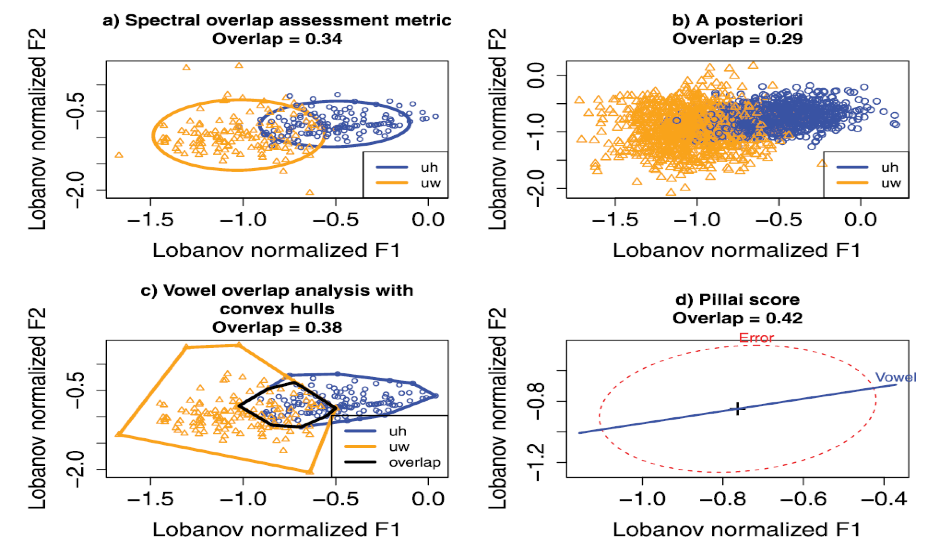 a) Spectral overlap assessment metric
Overlap = 0.34
Lobanov normalized F2
−0.5
−2.0
uh
uw
−1.5 −1.0 −0.5 0.0
Lobanov normalized F1
b) A posteriori
Overlap = 0.29
Lobanov normalized F2
0.0
−1.0
−2.0
uh
uw
−1.5 −1.0 −0.5 0.0
Lobanov normalized F1
c) Vowel overlap analysis with
convex hulls
Overlap = 0.38
Lobanov normalized F2
−0.5
−2.0
uh
uw
overlap
−1.5 −1.0 −0.5 0.0
Lobanov normalized F1
d) Pillai score
Overlap = 0.42
Lobanov normalized F2
Error
Vowel
−0.8
−1.2
−1.0 −0.8 −0.6 −0.4
Lobanov normalized F1